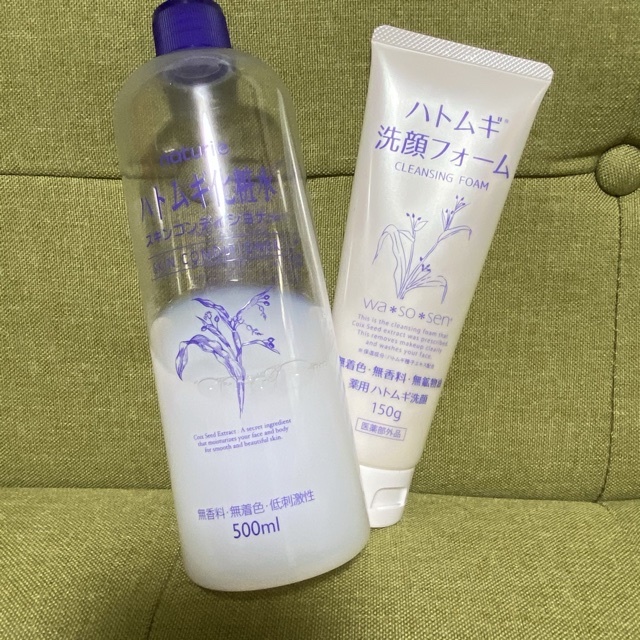 naturie
ハトムギ化粧水
スキンコンディショナー
Coix Seed Extract : A secret ingredient
that moisturizes your face and body
for smooth and beautiful skin.
無香料・無着色・低刺激性
500ml
ハトムギ®
洗顔フォーム
CLEANSING FOAM
wa*so*sen®
This is the cleansing foam that
Coix Seed extract was prescribed.
This removes makeup clearly
and washes your face.
無着色・無香料・無鉱物油
薬用 ハトムギ洗顔
150g
医薬部外品